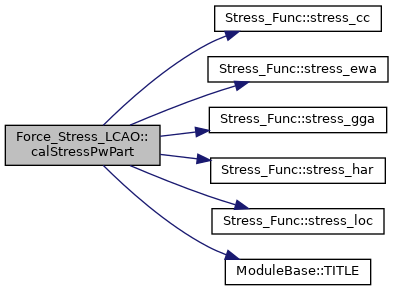 Force_Stress_LCAO::
calStressPwPart
Stress_Func::stress_cc
Stress_Func::stress_ewa
Stress_Func::stress_gga
Stress_Func::stress_har
Stress_Func::stress_loc
ModuleBase::TITLE